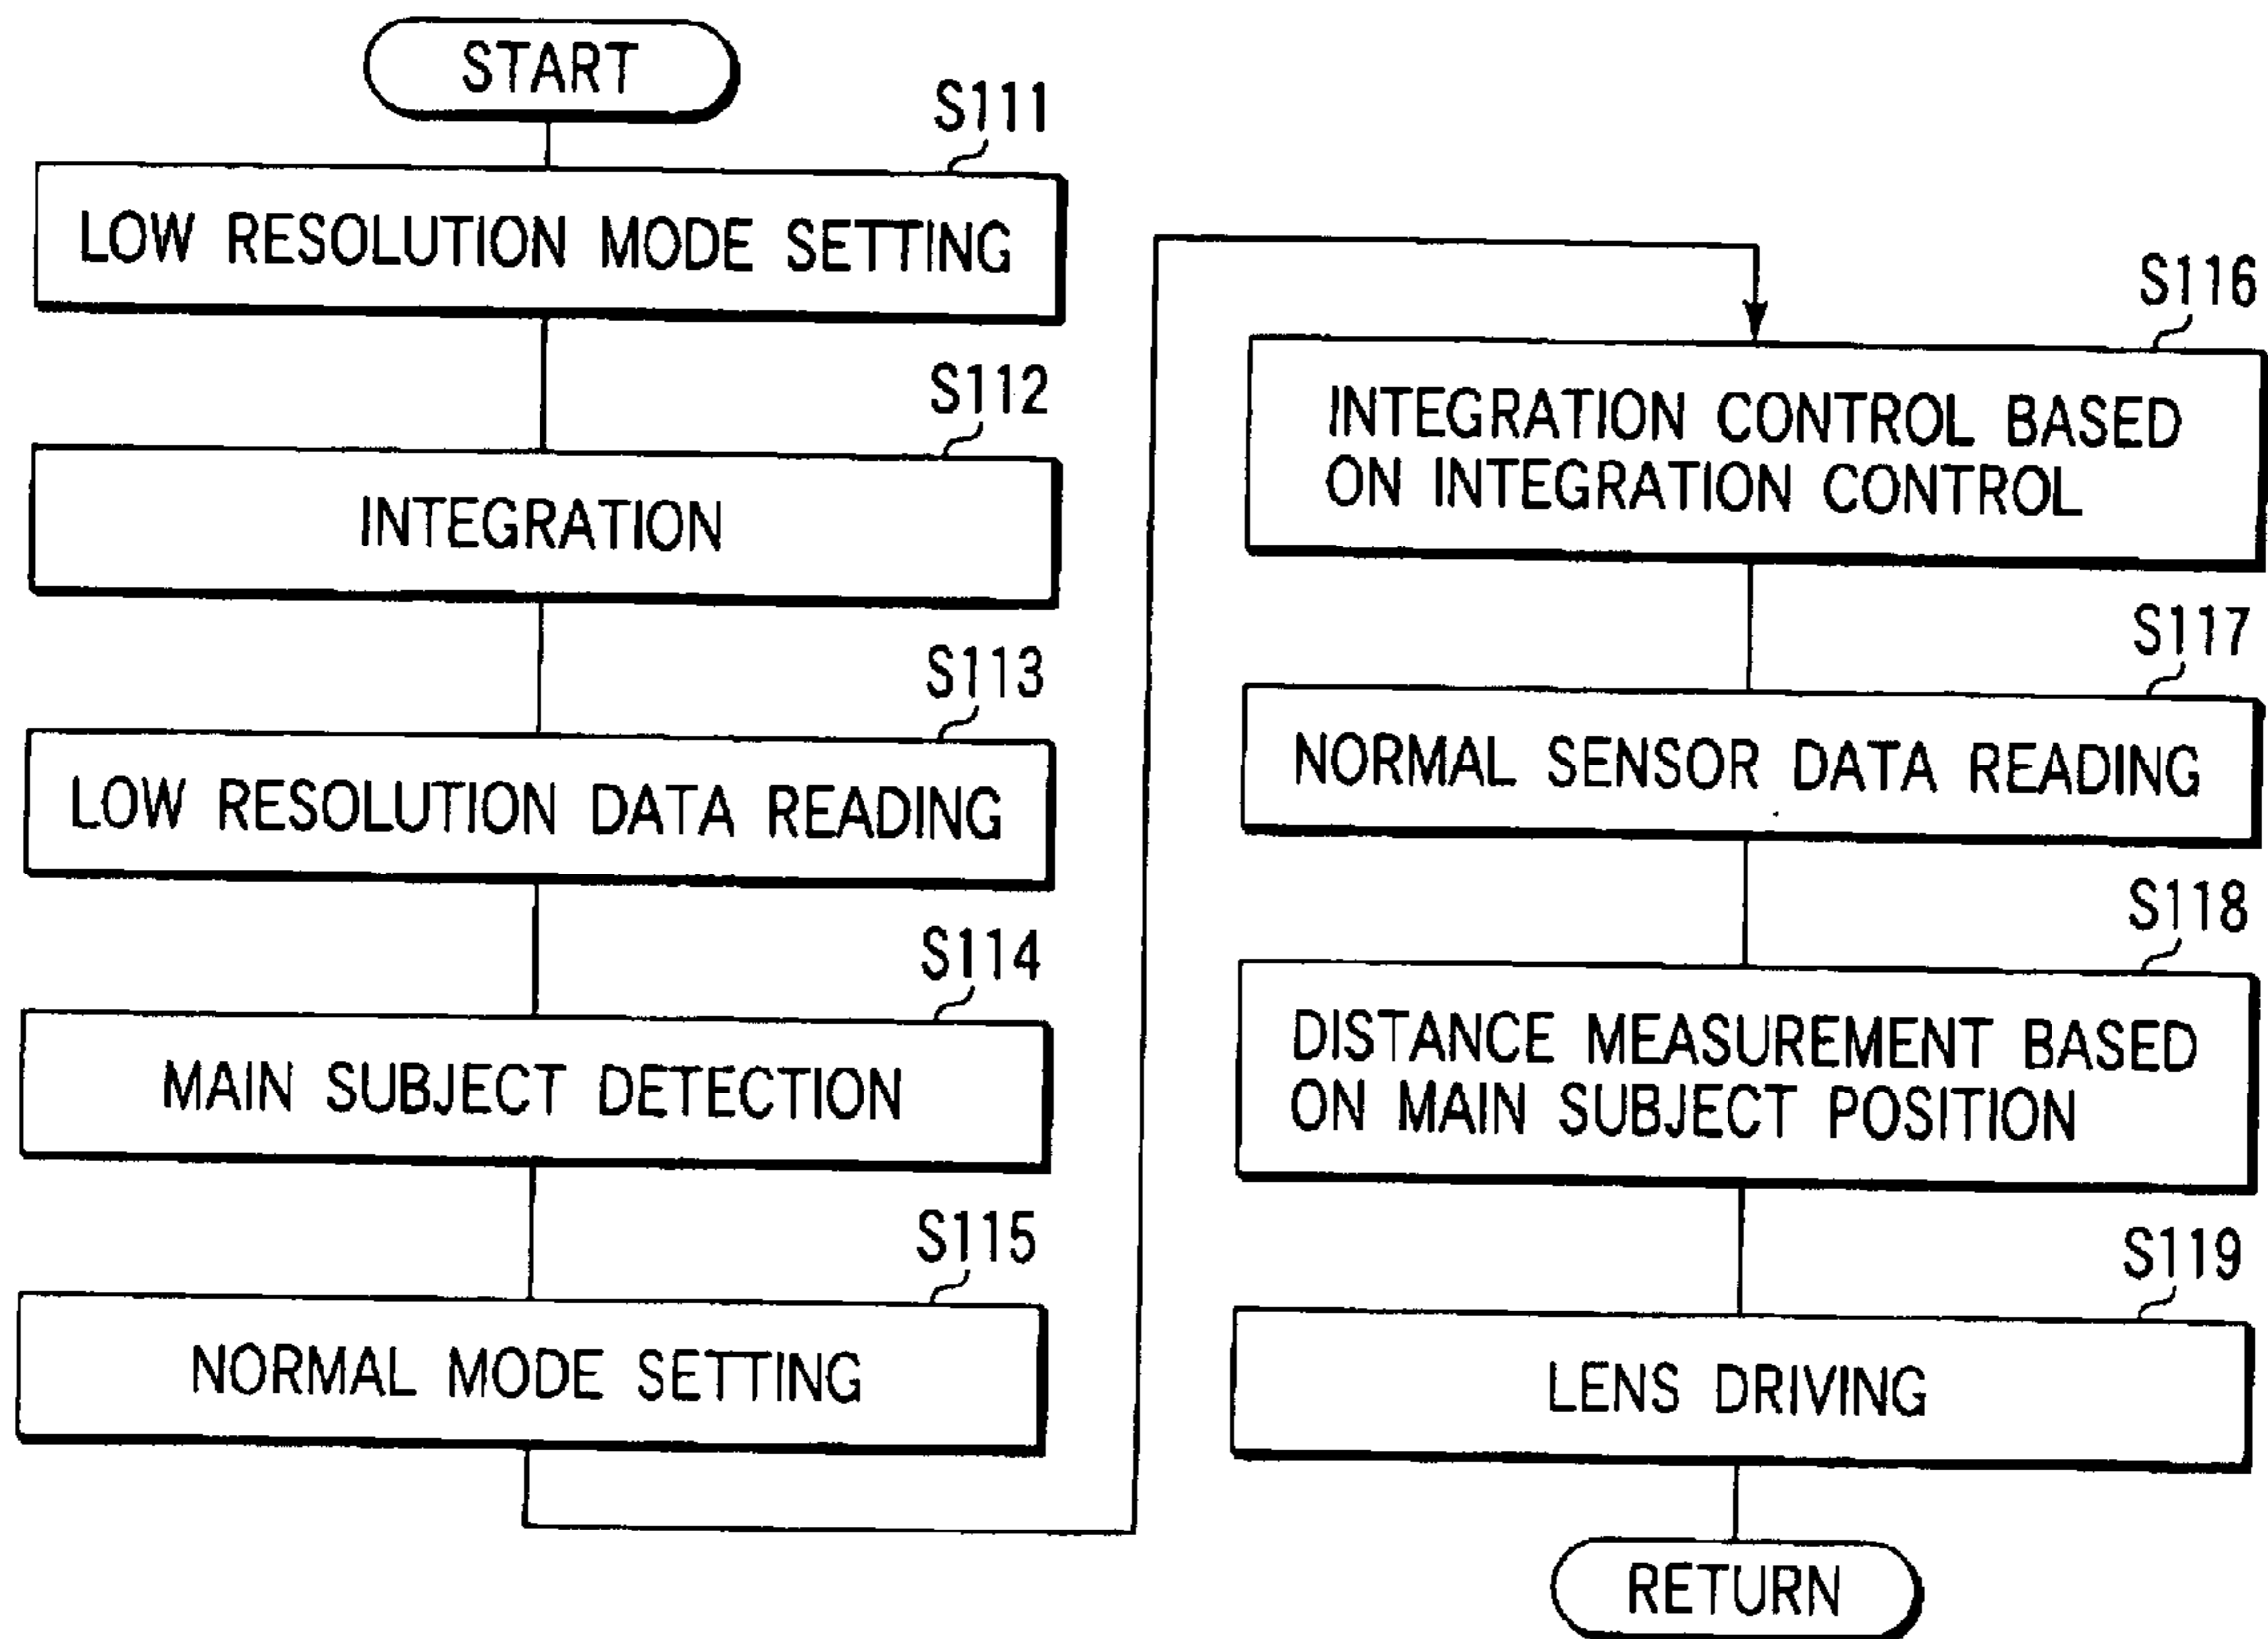 START
S111
LOW RESOLUTION MODE SETTING
S112
INTEGRATION
S113
LOW RESOLUTION DATA READING
S114
MAIN SUBJECT DETECTION
S115
NORMAL MODE SETTING
S116
INTEGRATION CONTROL BASED
ON INTEGRATION CONTROL
S117
NORMAL SENSOR DATA READING
S118
DISTANCE MEASUREMENT BASED
ON MAIN SUBJECT POSITION
S119
LENS DRIVING
RETURN